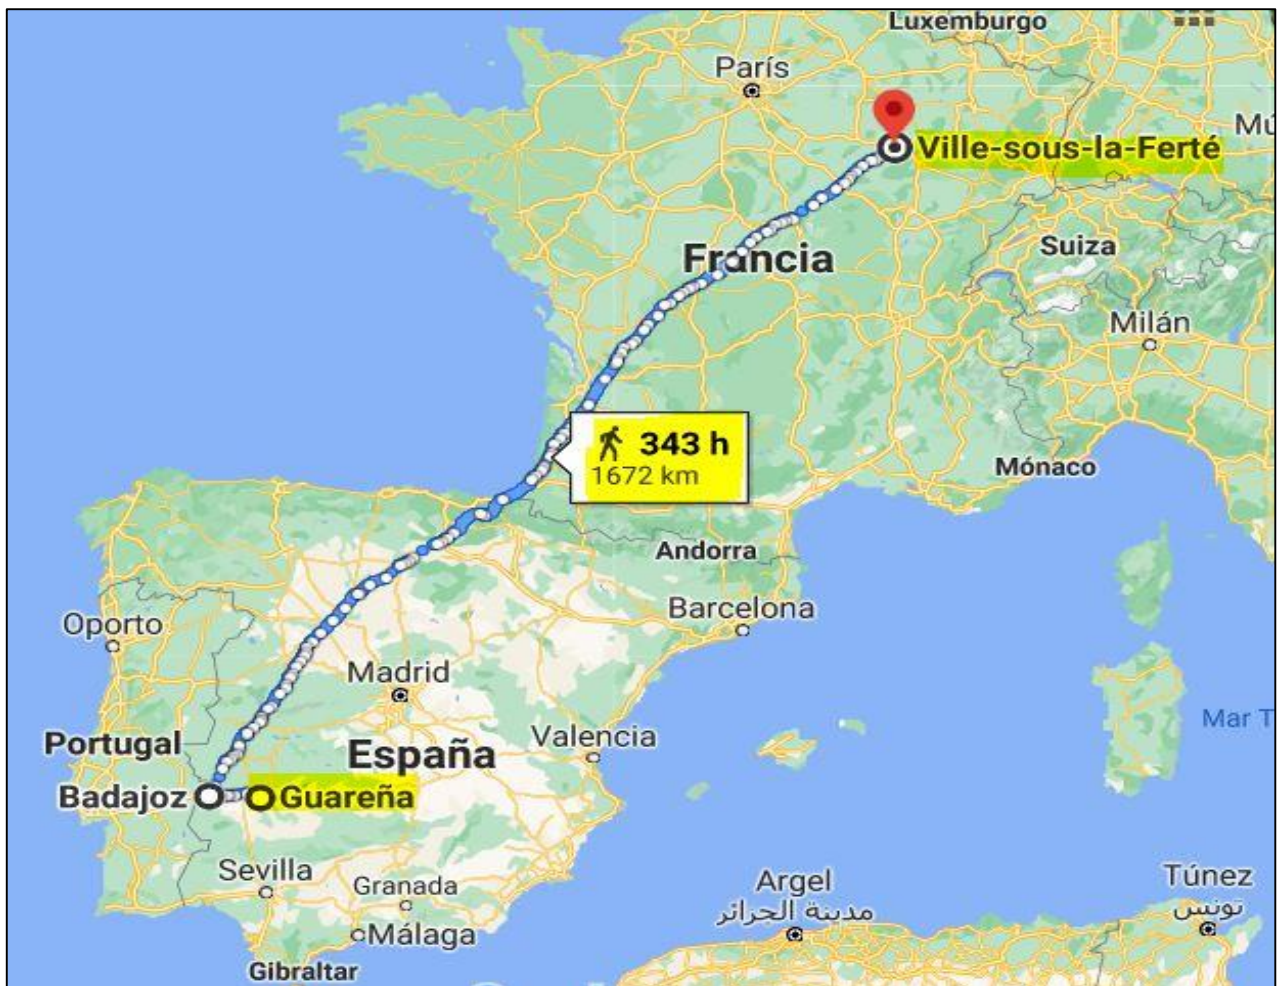 Luxemburgo
París
Mú
Ville-sous-la-Ferté
Francia
Suiza
Milán
343 h
1672 km
Mónaco
Andorra
Barcelona
Oporto
Madrid
Mar T
Portugal
España
Valencia
Badajoz
Guareña
Sevilla
Granada
Argel
مدينة الجزائر
Túnez
تونس
Málaga
Gibraltar